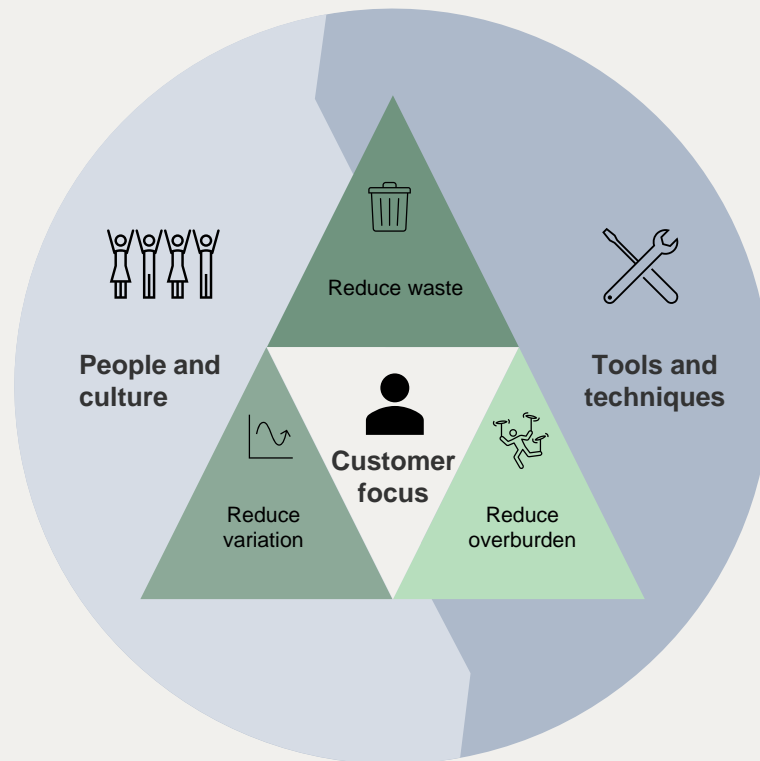 Reduce waste
People and
culture
Tools and
techniques
Customer
focus
Reduce
variation
Reduce
overburden